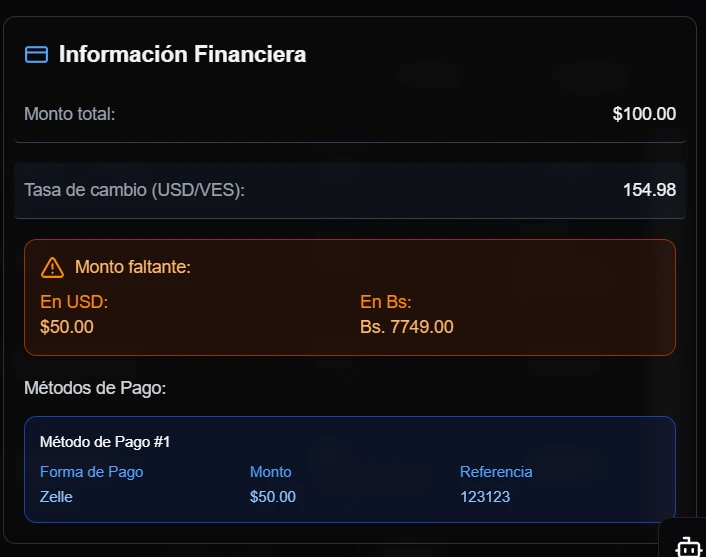 Información Financiera
Monto total: $100.00
Tasa de cambio (USD/VES): 154.98
Monto faltante:
En USD: En Bs:
$50.00 Bs. 7749.00
Métodos de Pago:
Método de Pago #1
Forma de Pago Monto Referencia
Zelle $50.00 123123